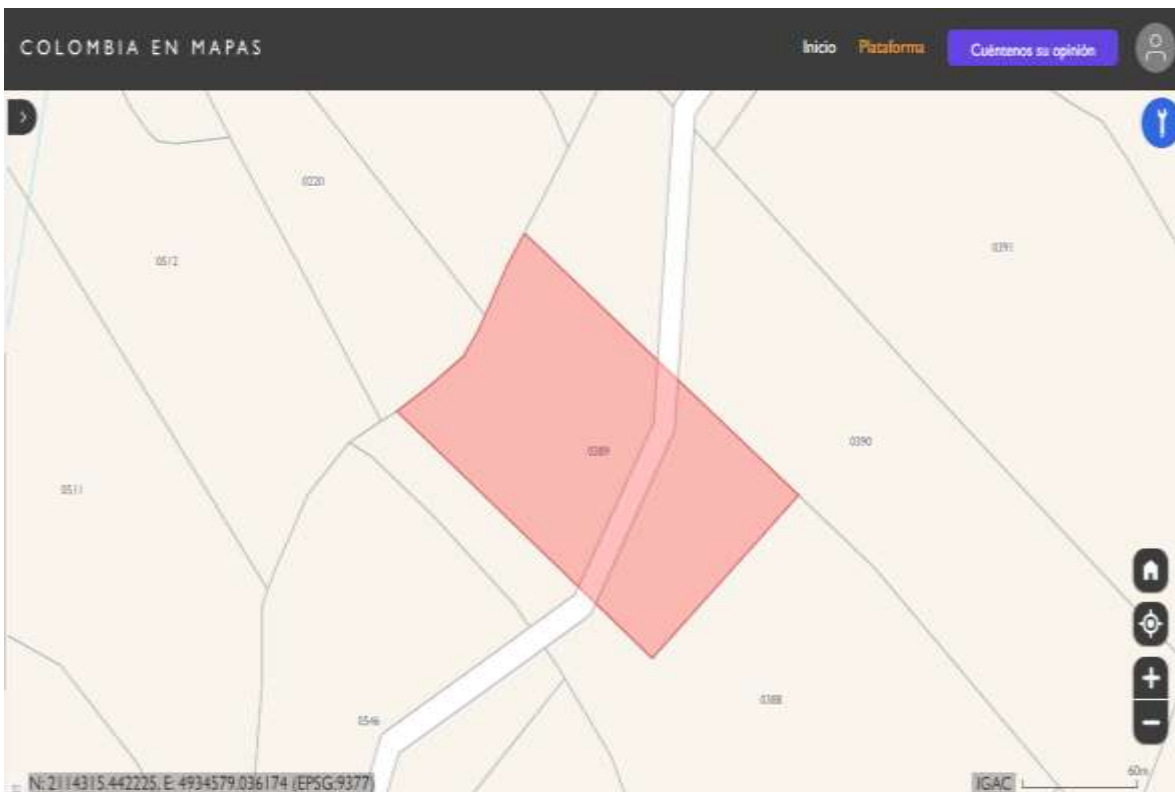 COLOMBIA EN MAPAS
Inicio Plataforma Cuéntenos su opinión
0220
0512
0391
0390
0389
0511
0388
0546
N: 2114315.442225, E: 4934579.036174 (EPSG:9377)
IGAC
60m